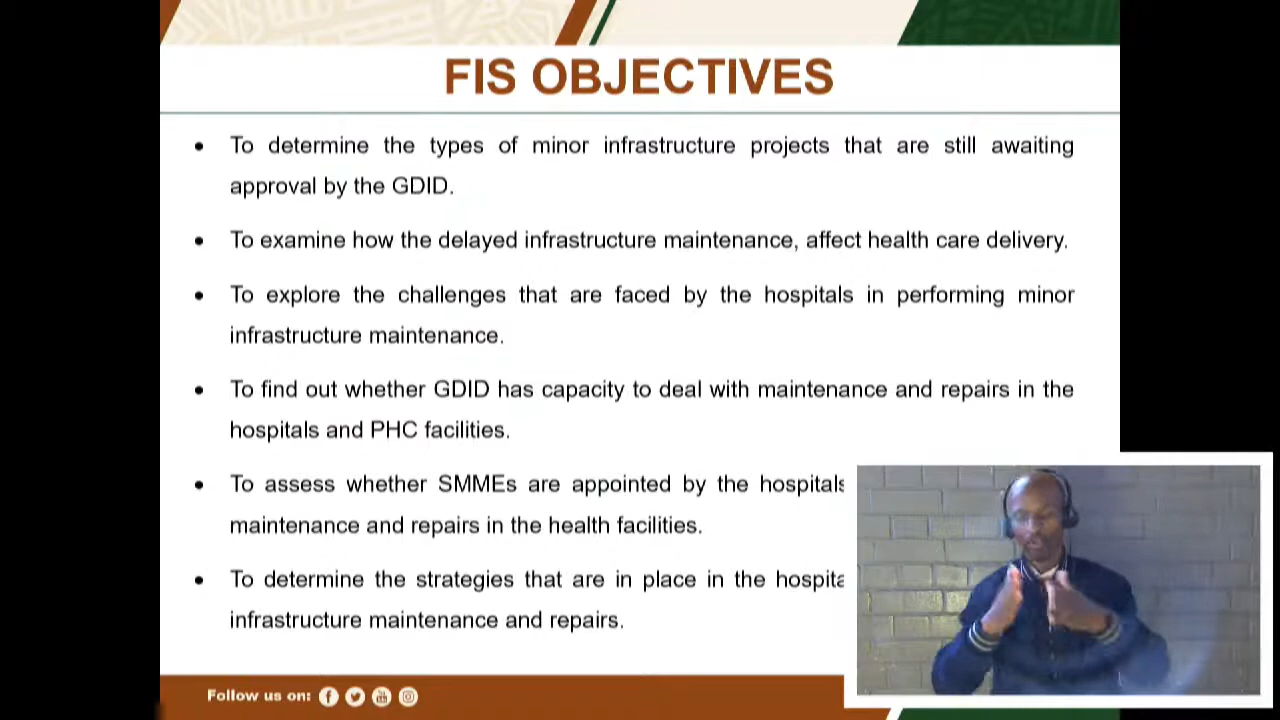 FIS OBJECTIVES
• To determine the types of minor infrastructure projects that are still awaiting
approval by the GDID.
• To examine how the delayed infrastructure maintenance, affect health care delivery.
• To explore the challenges that are faced by the hospitals in performing minor
infrastructure maintenance.
• To find out whether GDID has capacity to deal with maintenance and repairs in the
hospitals and PHC facilities.
• To assess whether SMMEs are appointed by the hospitals
maintenance and repairs in the health facilities.
• To determine the strategies that are in place in the
infrastructure maintenance and repairs.
Follow us on: